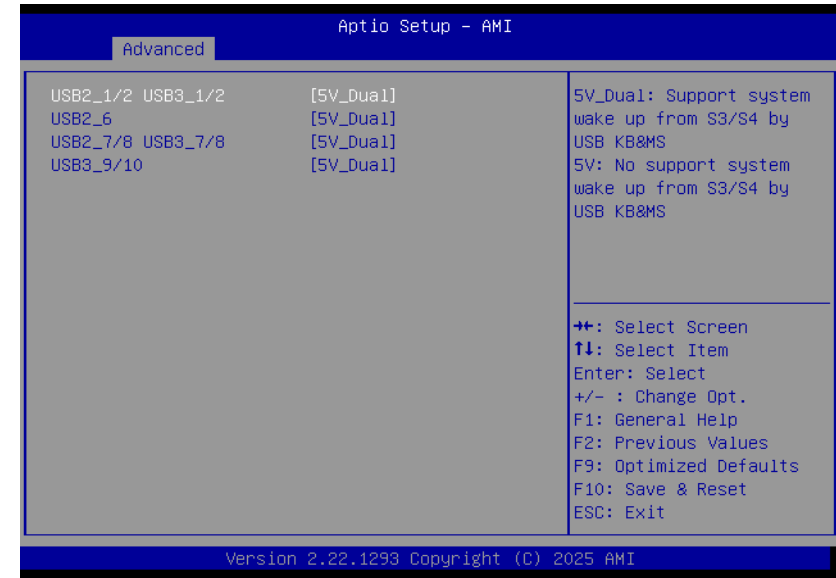 Aptio Setup - AMI
Advanced
USB2_1/2 USB3_1/2 [5V_Dual]
USB2_6 [5V_Dual]
USB2_7/8 USB3_7/8 [5V_Dual]
USB3_9/10 [5V_Dual]
5V_Dual: Support system
wake up from S3/S4 by
USB KB&MS
5V: No support system
wake up from S3/S4 by
USB KB&MS
→←: Select Screen
↑↓: Select Item
Enter: Select
+/- : Change Opt.
F1: General Help
F2: Previous Values
F9: Optimized Defaults
F10: Save & Reset
ESC: Exit
Version 2.22.1293 Copyright (C) 2025 AMI